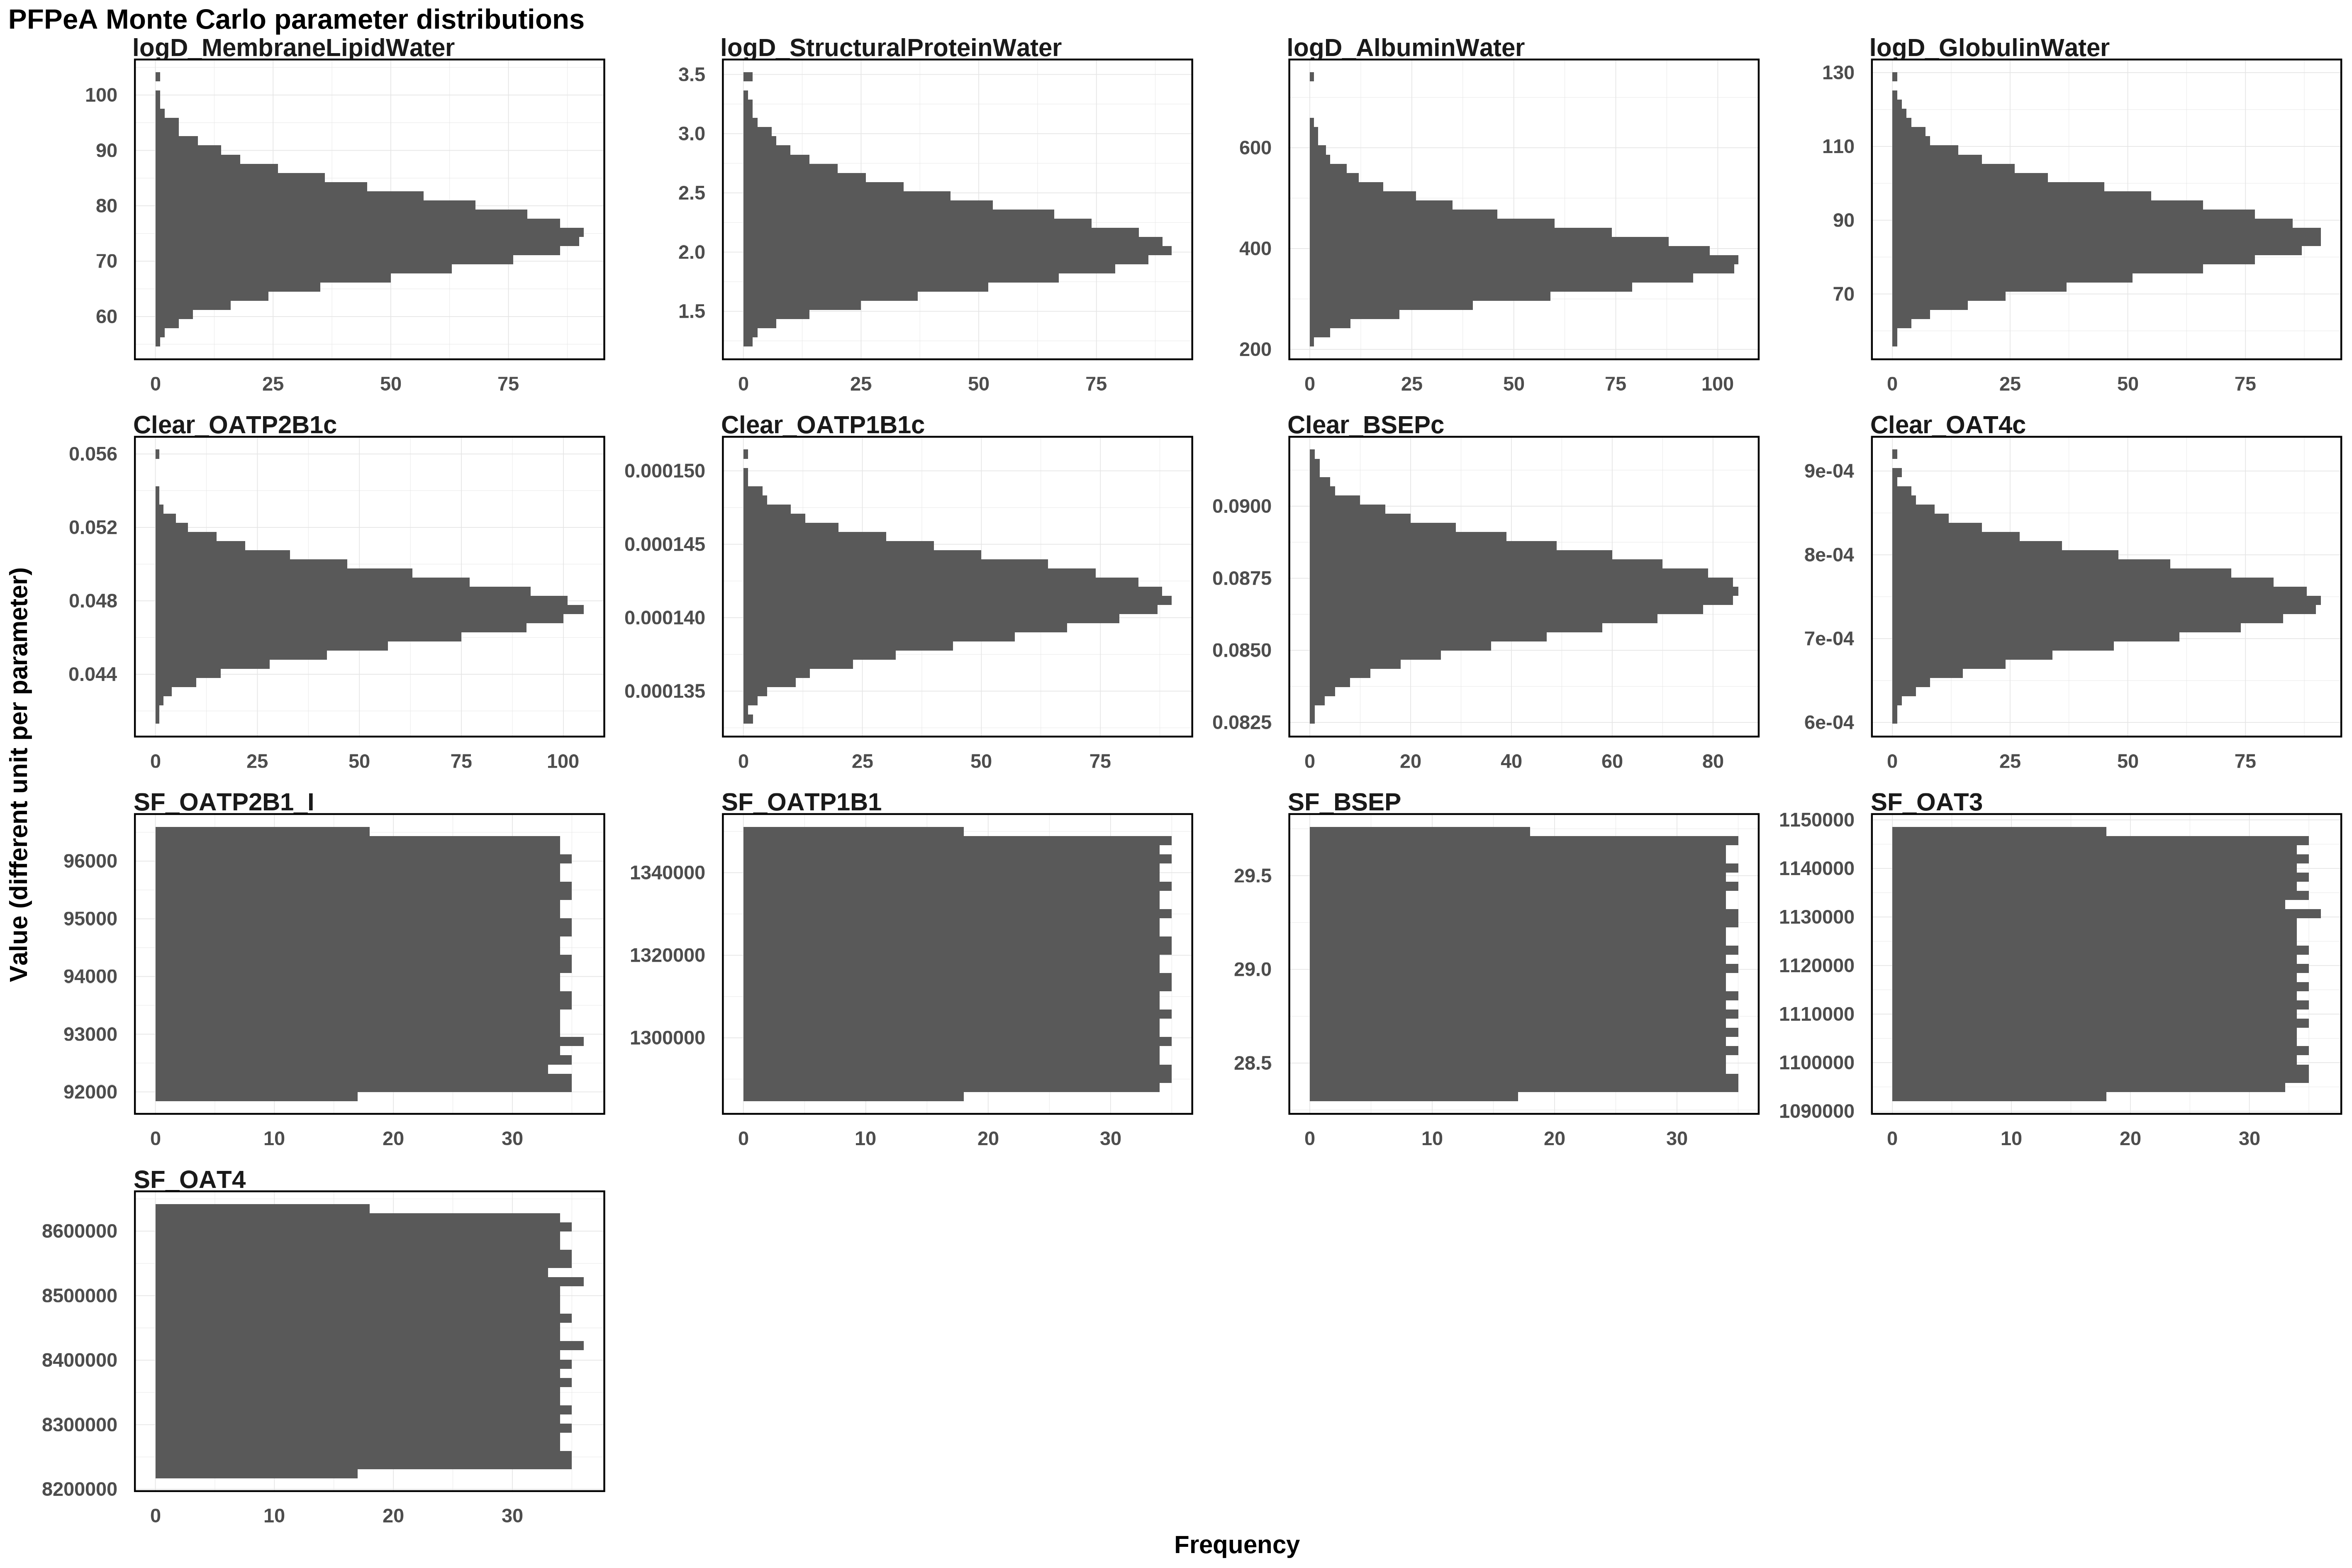 PFPeA Monte Carlo parameter distributions
logD_MembraneLipidWater
logD_StructuralProteinWater
logD_AlbuminWater
logD_GlobulinWater
100
90
80
70
60
0 25 50 75
3.5
3.0
2.5
2.0
1.5
0 25 50 75
600
400
200
0 25 50 75 100
130
110
90
70
0 25 50 75
Clear_OATP2B1c
Clear_OATP1B1c
Clear_BSEPc
Clear_OAT4c
0.056
0.052
0.048
0.044
0 25 50 75 100
0.000150
0.000145
0.000140
0.000135
0 25 50 75
0.0900
0.0875
0.0850
0.0825
0 20 40 60 80
9e-04
8e-04
7e-04
6e-04
0 25 50 75
Value (different unit per parameter)
SF_OATP2B1_I
SF_OATP1B1
SF_BSEP
SF_OAT3
96000
95000
94000
93000
92000
0 10 20 30
1340000
1320000
1300000
0 10 20 30
29.5
29.0
28.5
0 10 20 30
1150000
1140000
1130000
1120000
1110000
1100000
1090000
0 10 20 30
SF_OAT4
8600000
8500000
8400000
8300000
8200000
0 10 20 30
Frequency